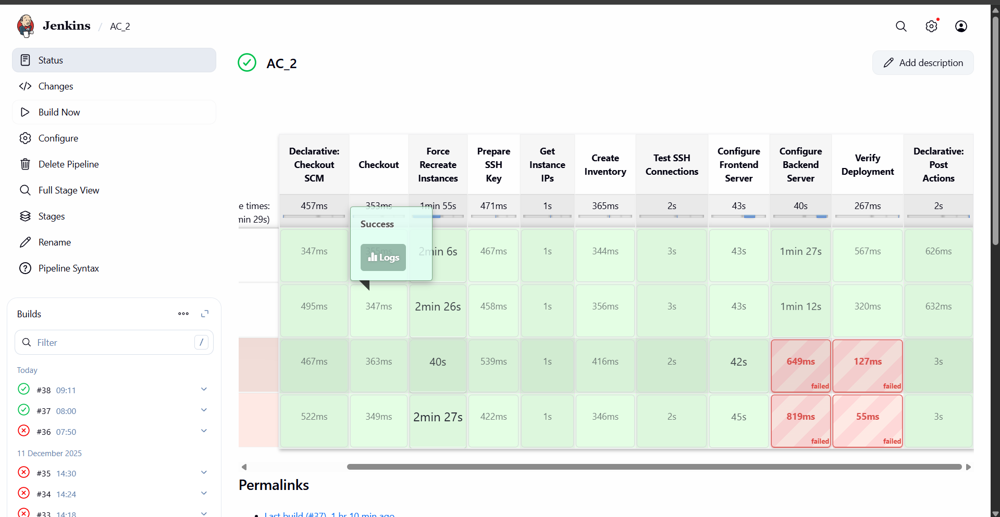 Jenkins / AC_2
Status
Changes
Build Now
Configure
Delete Pipeline
Full Stage View
Stages
Rename
Pipeline Syntax
Builds
Filter
/
Today
#38 09:11
#37 08:00
#36 07:50
11 December 2025
#35 14:30
#34 14:24
#33 14:18
AC_2
Add description
Declarative: Checkout SCM
Checkout
Force Recreate Instances
Prepare SSH Key
Get Instance IPs
Create Inventory
Test SSH Connections
Configure Frontend Server
Configure Backend Server
Verify Deployment
Declarative: Post Actions
e times:
min 29s)
457ms 353ms 1min 55s 471ms 1s 365ms 2s 43s 40s 267ms 2s
Success
Logs
347ms 355ms 2min 6s 467ms 1s 344ms 3s 43s 1min 27s 567ms 626ms
495ms 347ms 2min 26s 458ms 1s 356ms 3s 43s 1min 12s 320ms 632ms
467ms 363ms 40s 539ms 1s 416ms 2s 42s 649ms 127ms 3s
failed failed
522ms 349ms 2min 27s 422ms 1s 346ms 2s 45s 819ms 55ms 3s
failed failed
Permalinks
Last build (#37), 1 hr 10 min ago